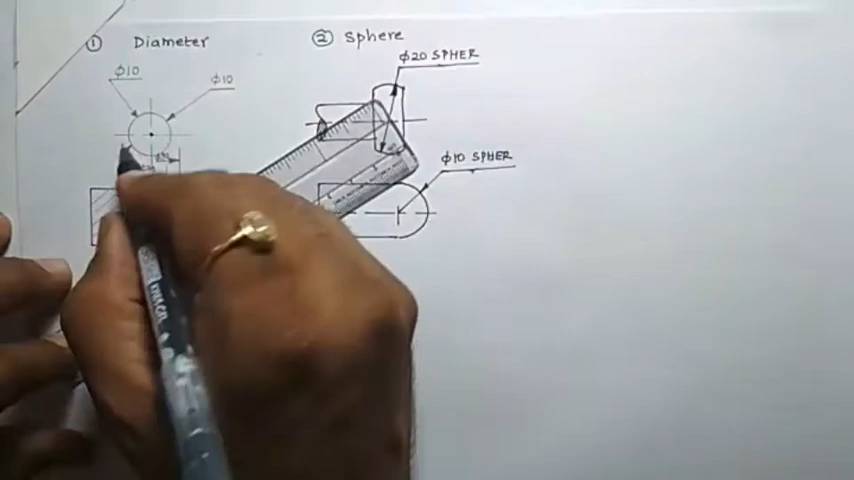 ① Diameter
② Sphere
ϕ10
ϕ10
ϕ20 SPHER
ϕ10 SPHER